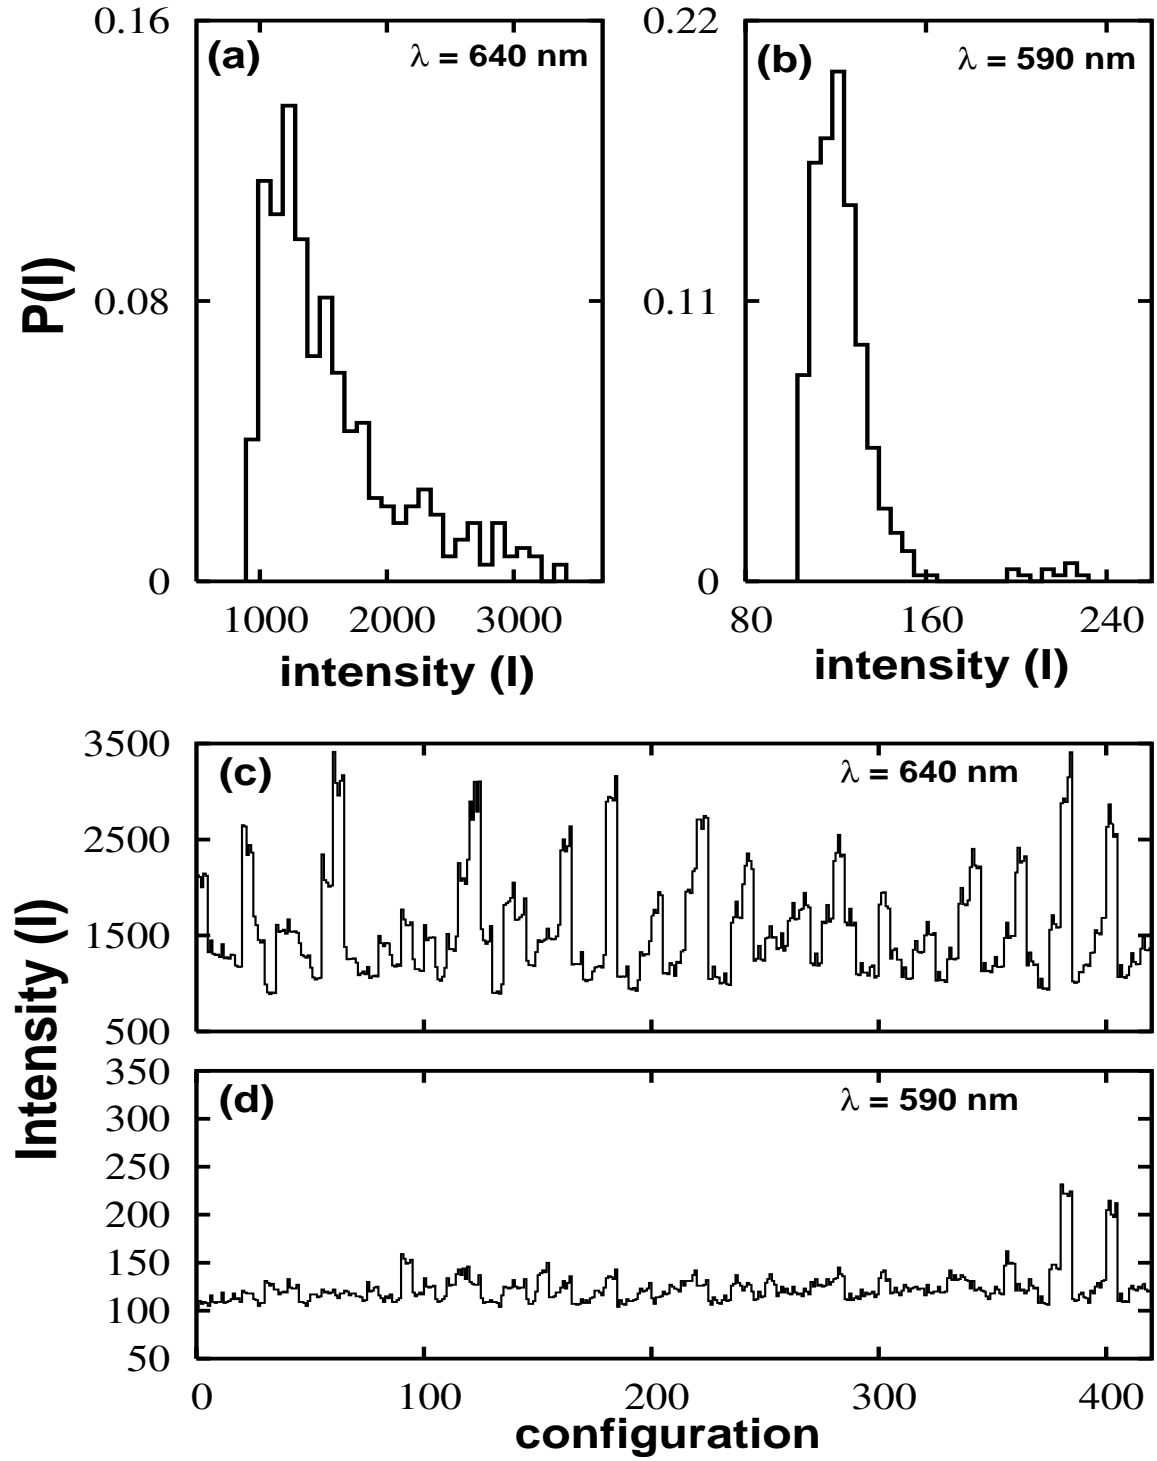 0.16
(a)
λ = 640 nm
0.08
0
P(I)
1000 2000 3000
intensity (I)
0.22
(b)
λ = 590 nm
0.11
0
80 160 240
intensity (I)
3500
(c)
λ = 640 nm
2500
1500
500
Intensity (I)
350
(d)
λ = 590 nm
300
250
200
150
100
50
0 100 200 300 400
configuration